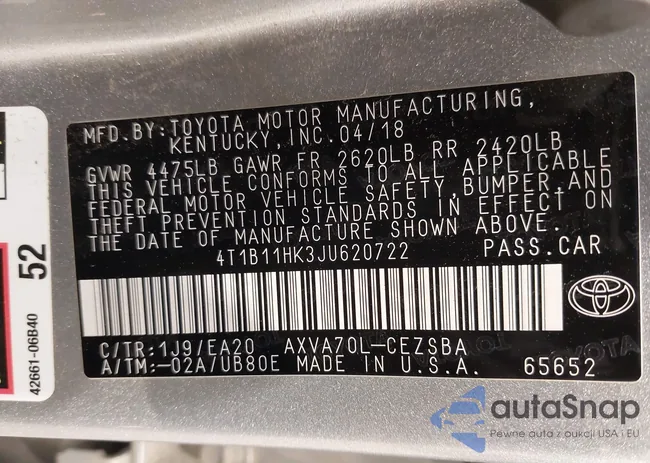 MFD.BY:TOYOTA MOTOR MANUFACTURING,
KENTUCKY,INC.04/18
GVWR 4475LB GAWR FR 2620LB RR 2420LB
THIS VEHICLE CONFORMS TO ALL APPLICABLE
FEDERAL MOTOR VEHICLE SAFETY,BUMPER,AND
THEFT PREVENTION STANDARDS IN EFFECT ON
THE DATE OF MANUFACTURE SHOWN ABOVE.
4T1B11HK3JU620722 PASS.CAR
C/TR:1J9/EA20 AXVA70L-CEZSBA
A/TM:-02A/UB80E MADE IN U.S.A. 65652
52
42661-06B40
autaSnap
Pewne auta z aukcji USA i EU